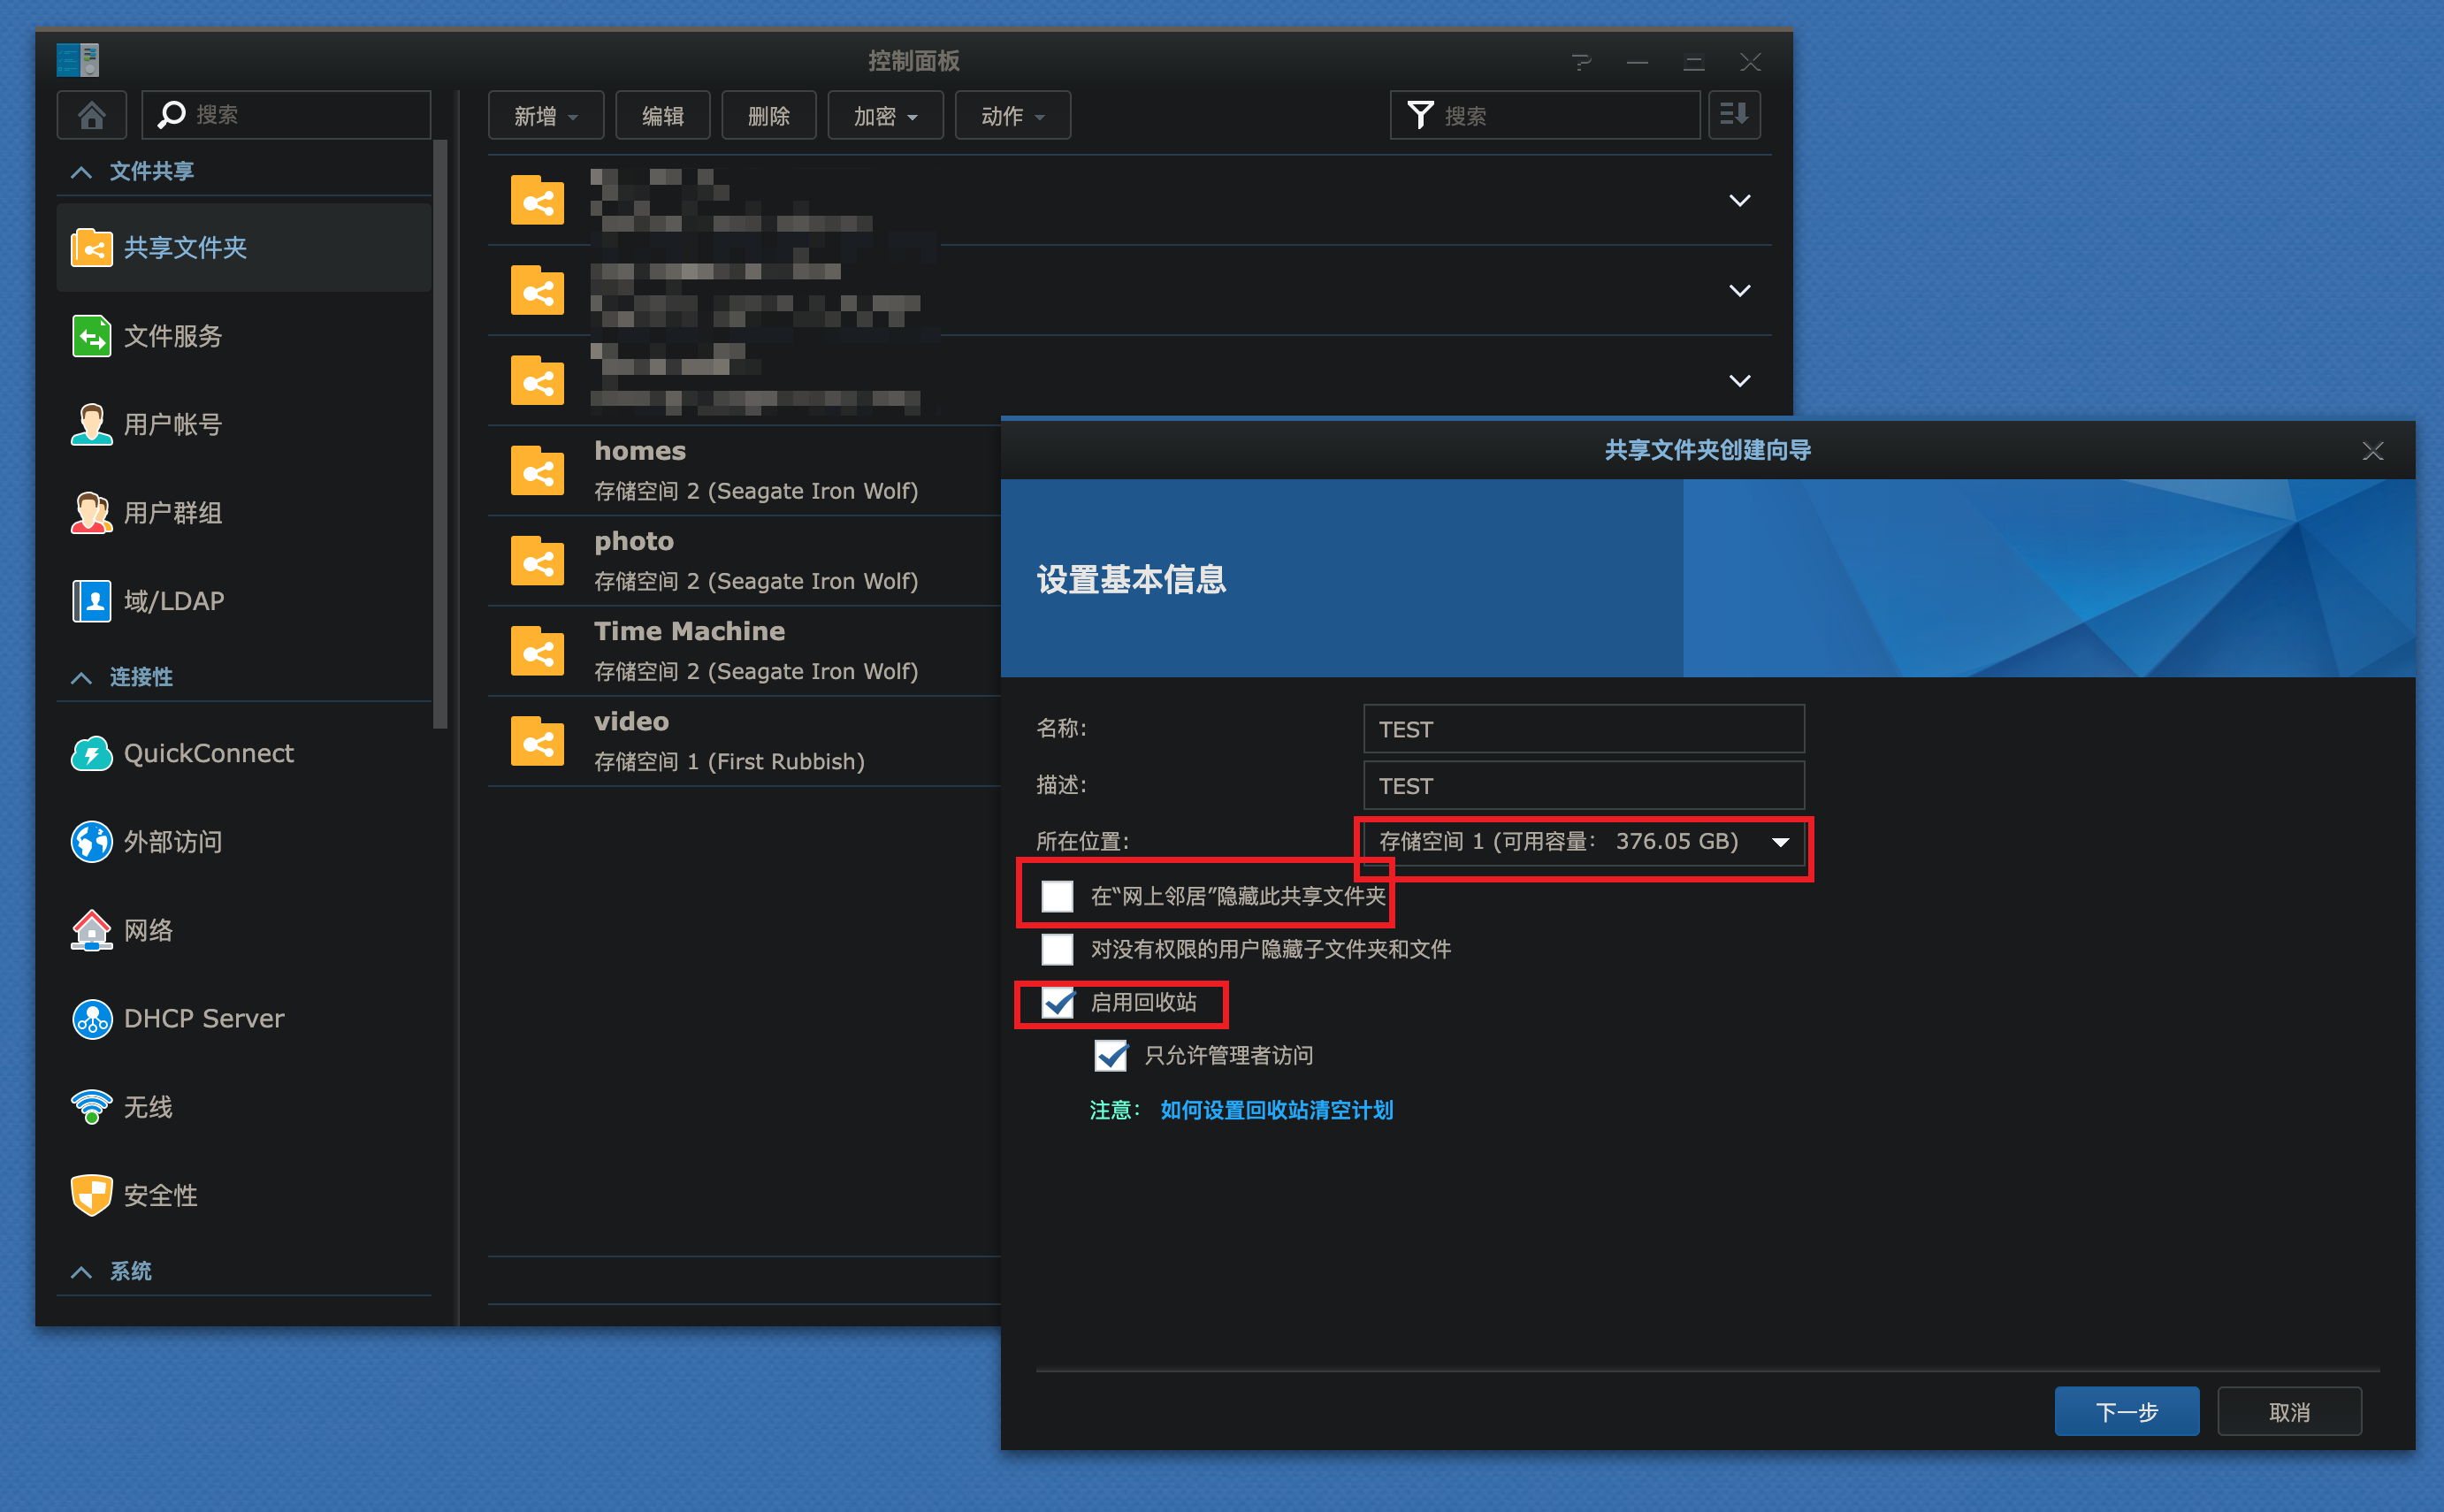 控制面板
搜索
新增
编辑
删除
加密
动作
搜索
文件共享
共享文件夹
文件服务
用户帐号
用户群组
域/LDAP
连接性
QuickConnect
外部访问
网络
DHCP Server
无线
安全性
系统
homes
存储空间 2 (Seagate Iron Wolf)
photo
存储空间 2 (Seagate Iron Wolf)
Time Machine
存储空间 2 (Seagate Iron Wolf)
video
存储空间 1 (First Rubbish)
共享文件夹创建向导
设置基本信息
名称: TEST
描述: TEST
所在位置: 存储空间 1 (可用容量: 376.05 GB)
在“网上邻居”隐藏此共享文件夹
对没有权限的用户隐藏子文件夹和文件
启用回收站
只允许管理者访问
注意: 如何设置回收站清空计划
下一步
取消